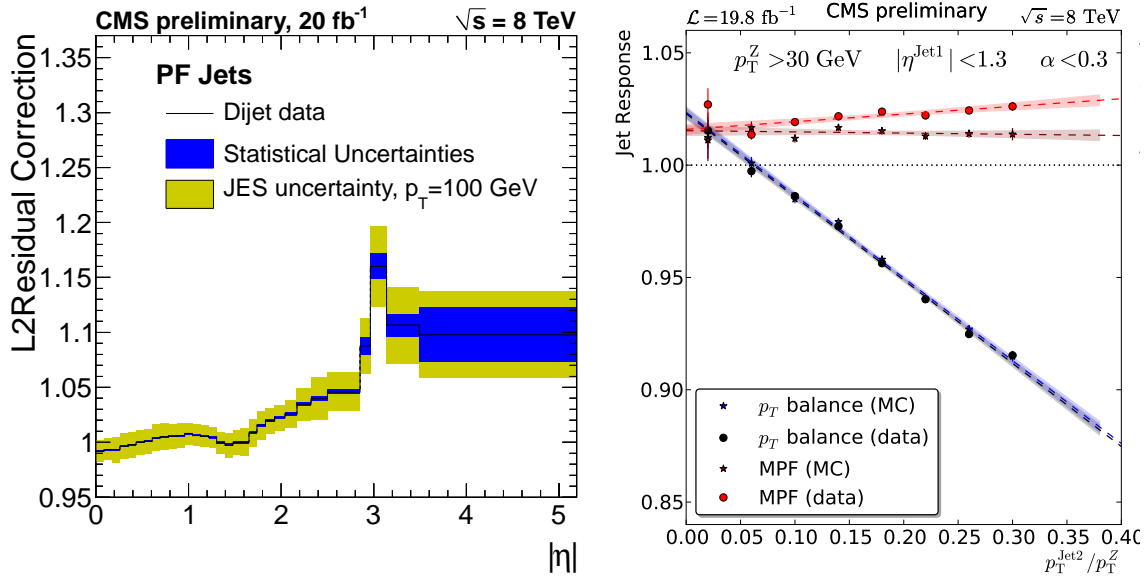 CMS preliminary, 20 fb⁻¹ √s = 8 TeV
L2Residual Correction
1.35
1.3
1.25
1.2
1.15
1.1
1.05
1
0.95
PF Jets
Dijet data
Statistical Uncertainties
JES uncertainty, p_T=100 GeV
0 1 2 3 4 5
|η|
ℒ=19.8 fb⁻¹ CMS preliminary √s=8 TeV
Jet Response
1.05
1.00
0.95
0.90
0.85
p_T^Z >30 GeV |η^Jet1|<1.3 α<0.3
p_T balance (MC)
p_T balance (data)
MPF (MC)
MPF (data)
0.00 0.05 0.10 0.15 0.20 0.25 0.30 0.35 0.40
p_T^Jet2/p_T^Z